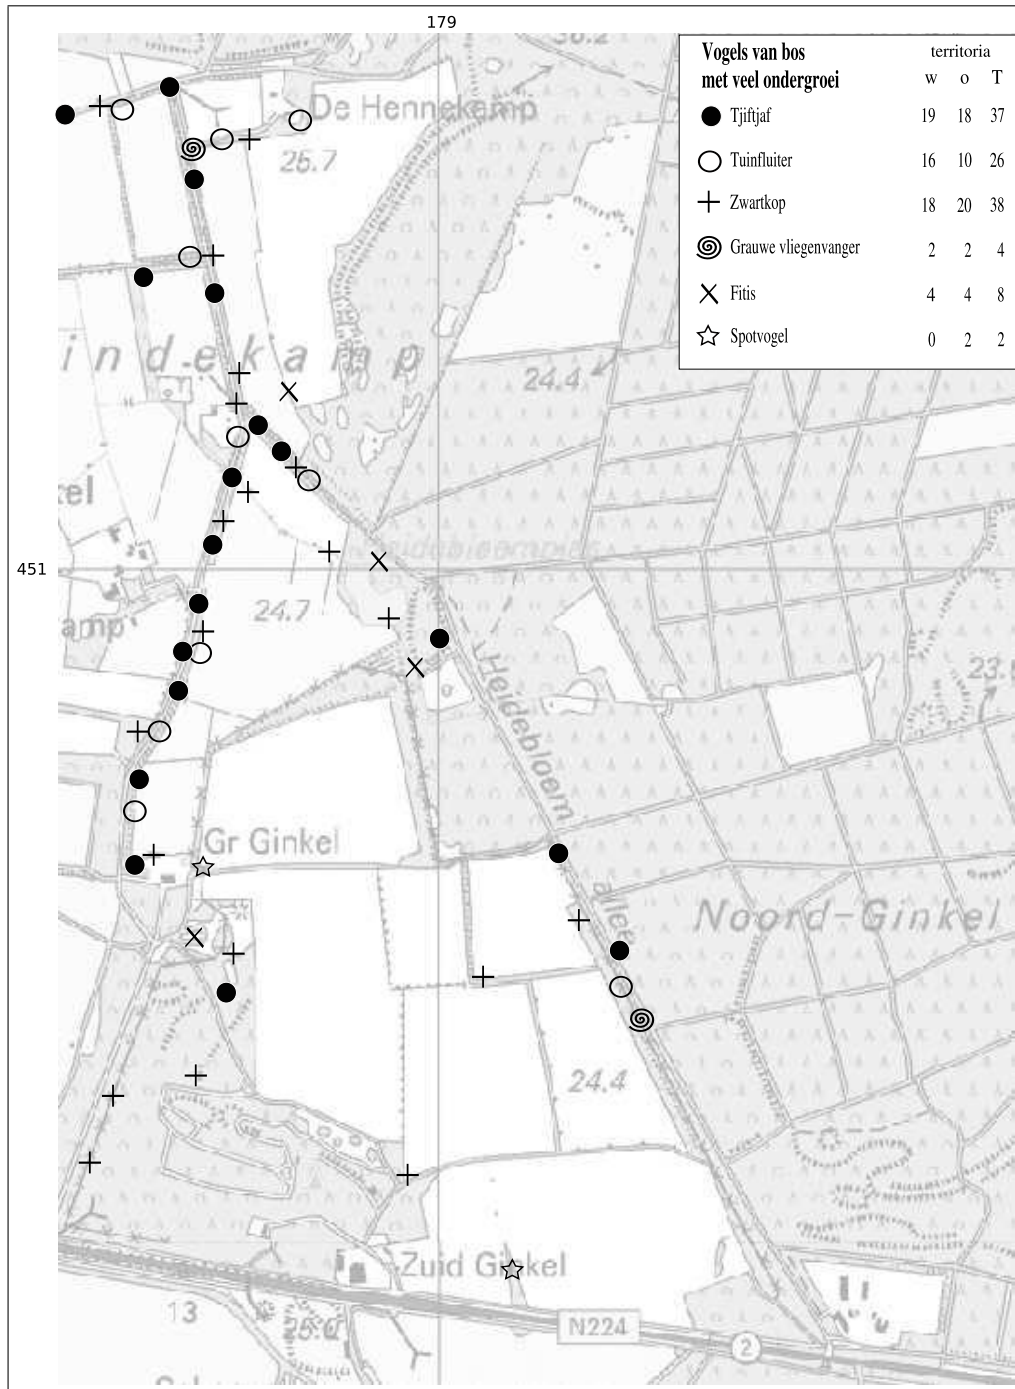 179
Vogels van bos
met veel ondergroei
territoria
w o T
Tjiftjaf 19 18 37
Tuinfluiter 16 10 26
Zwartkop 18 20 38
Grauwe vliegenvanger 2 2 4
Fitis 4 4 8
Spotvogel 0 2 2
De Hennekamp
25.7
indekamp
24.4
451
24.7
amp
Heidebloem
allee
Gr Ginkel
Noord-Ginkel
24.4
Zuid Ginkel
13
N224
2